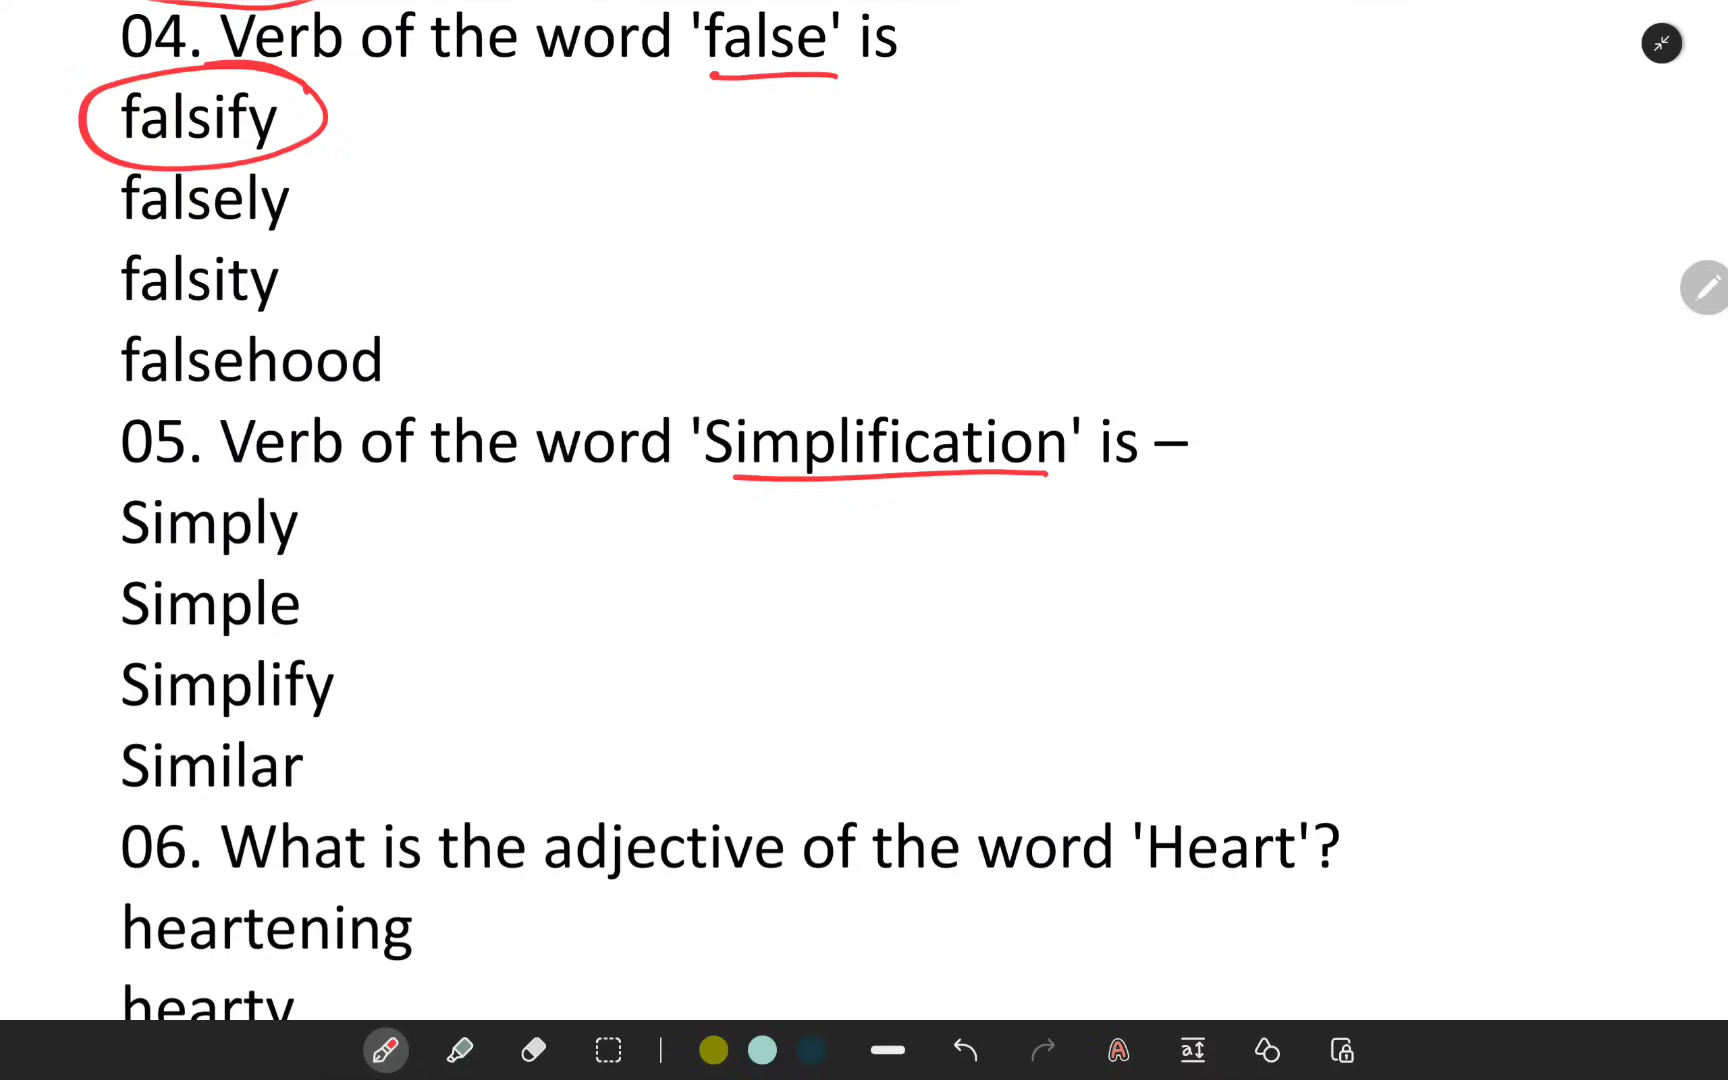 04. Verb of the word 'false' is
falsify
falsely
falsity
falsehood
05. Verb of the word 'Simplification' is –
Simply
Simple
Simplify
Similar
06. What is the adjective of the word 'Heart'?
heartening
hearty